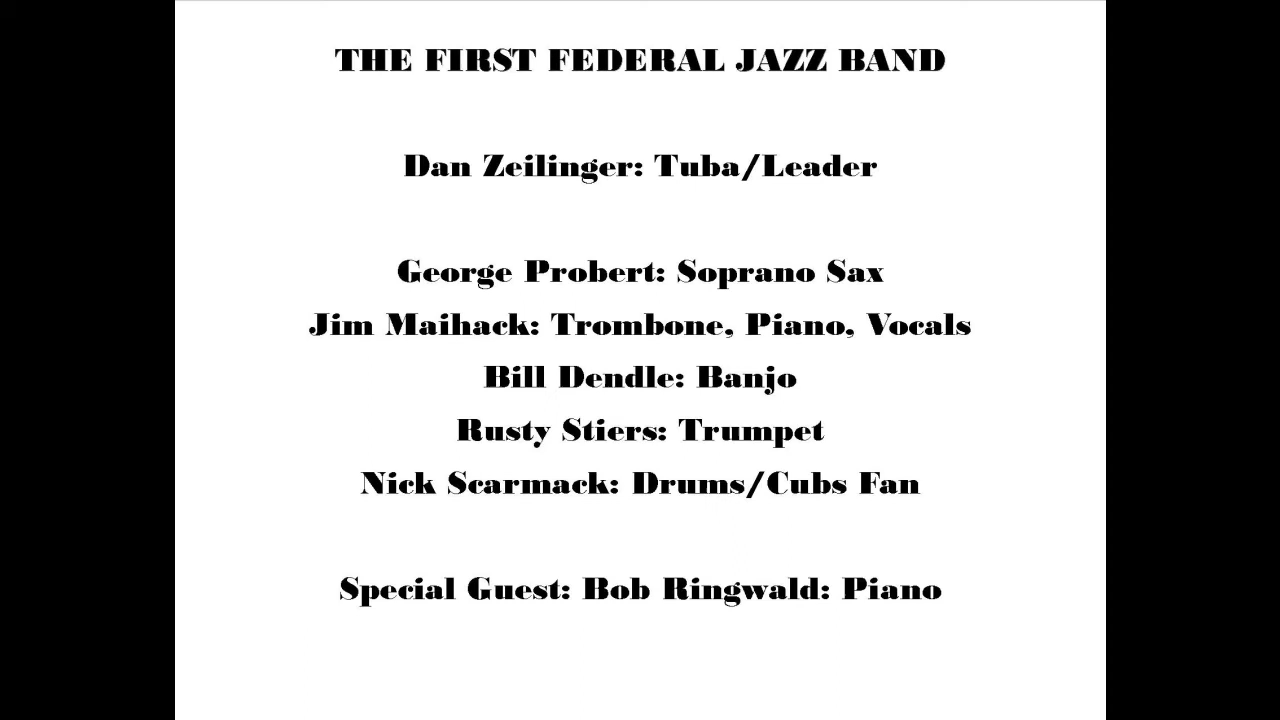 THE FIRST FEDERAL JAZZ BAND
Dan Zeilinger: Tuba/Leader
George Probert: Soprano Sax
Jim Maihack: Trombone, Piano, Vocals
Bill Dendle: Banjo
Rusty Stiers: Trumpet
Nick Scarmack: Drums/Cubs Fan
Special Guest: Bob Ringwald: Piano